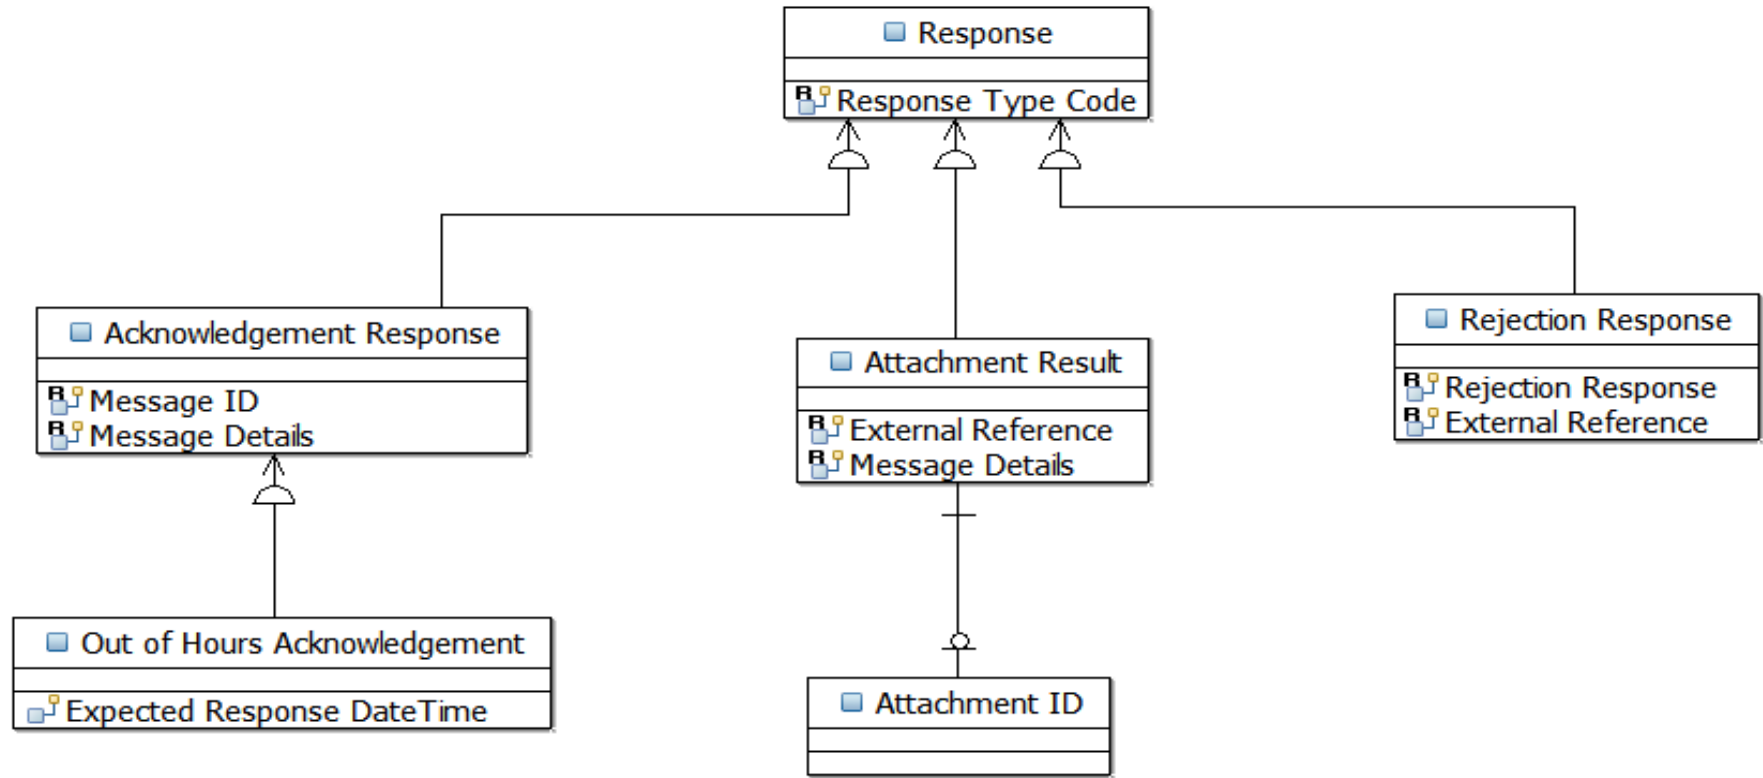 Response
R Response Type Code
Acknowledgement Response
R Message ID
R Message Details
Attachment Result
R External Reference
R Message Details
Rejection Response
R Rejection Response
R External Reference
Out of Hours Acknowledgement
Expected Response DateTime
Attachment ID